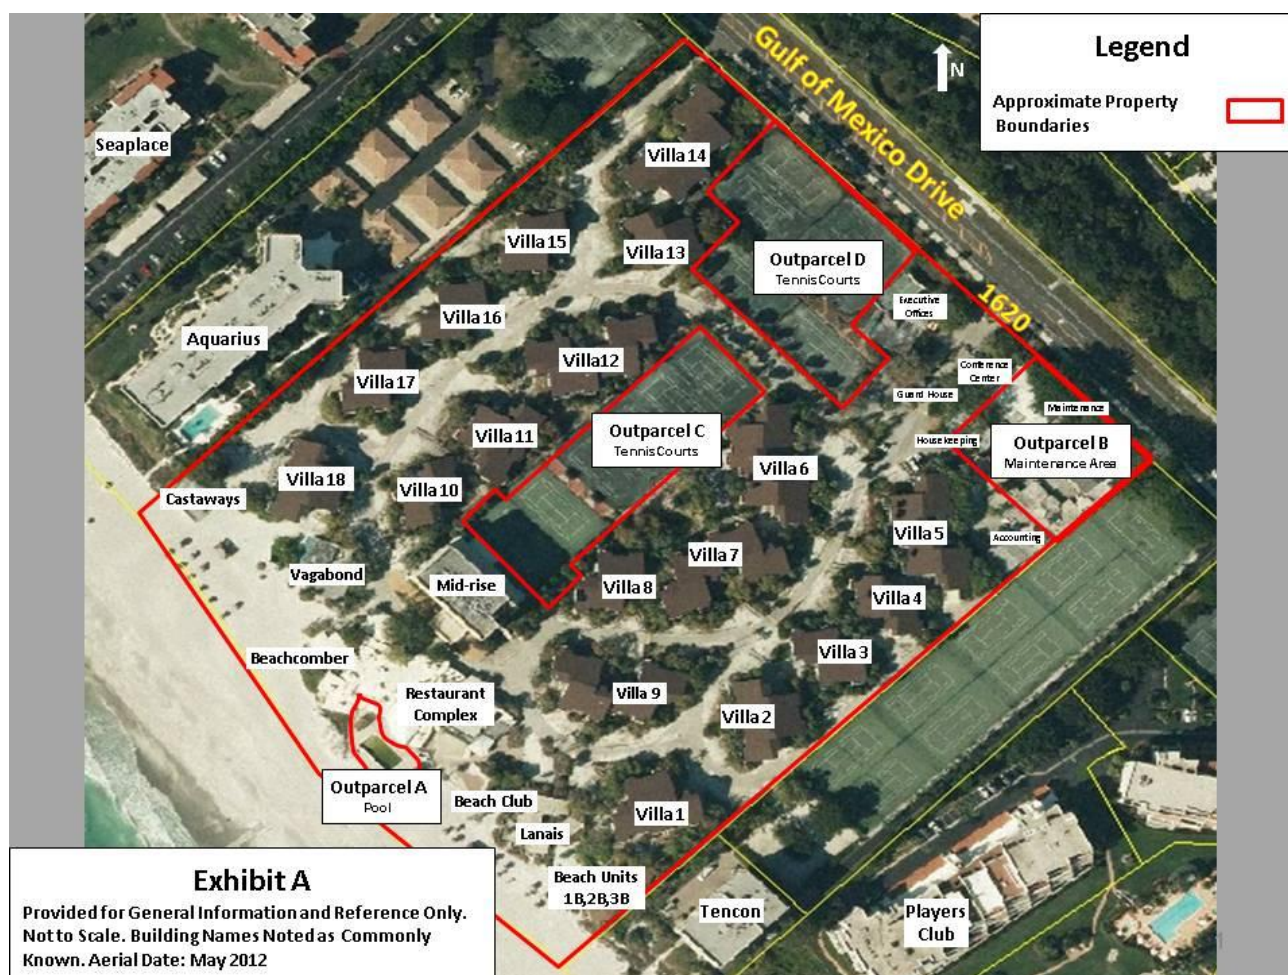 Legend
Approximate Property
Boundaries
N
Gulf of Mexico Drive
1620
Seaplace
Villa 14
Villa 15
Villa 13
Outparcel D
Tennis Courts
Executive
Offices
Villa 16
Aquarius
Villa12
Conference
Center
Villa 17
Guard House
Maintenance
Villa 11
Outparcel C
Tennis Courts
Housekeeping
Outparcel B
Maintenance Area
Villa 6
Villa 18
Villa 10
Castaways
Villa 5
Accounting
Villa 7
Vagabond
Mid-rise
Villa 8
Villa 4
Villa 3
Beachcomber
Restaurant
Complex
Villa 9
Villa 2
Outparcel A
Pool
Beach Club
Villa 1
Lanais
Beach Units
1B,2B,3B
Tencon
Players
Club
Exhibit A
Provided for General Information and Reference Only.
Not to Scale. Building Names Noted as Commonly
Known. Aerial Date: May 2012